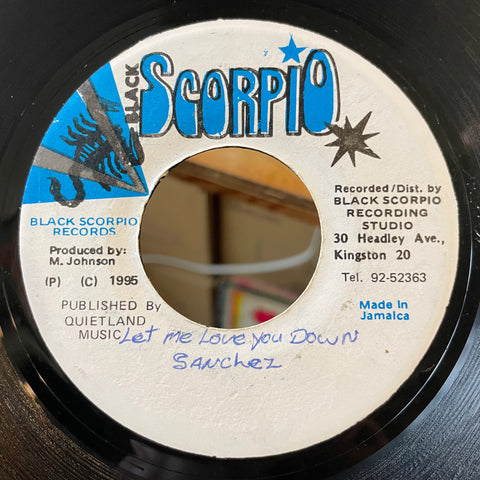 BLACK
SCORPIO
BLACK SCORPIO
RECORDS
Produced by:
M. Johnson
(P) (C) 1995
PUBLISHED BY
QUIETLAND
MUSIC
Recorded/Dist. by
BLACK SCORPIO
RECORDING
STUDIO
30 Headley Ave.,
Kingston 20
Tel. 92-52363
Made in
Jamaica
Let me Love you Down
SANchez